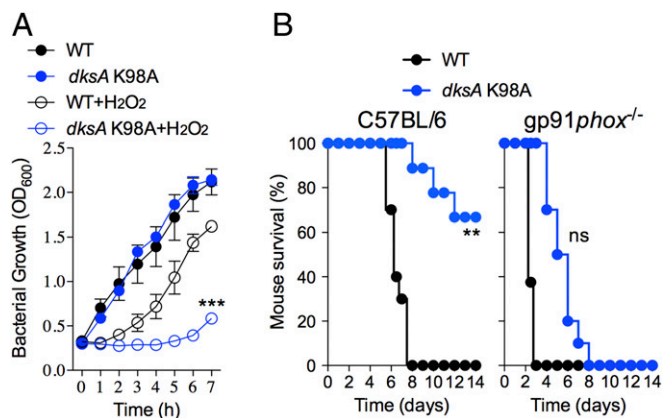 A
WT
dksA K98A
WT+H2O2
dksA K98A+H2O2
Bacterial Growth (OD600)
2.5
2.0
1.5
1.0
0.5
0.0
***
0 1 2 3 4 5 6 7
Time (h)
B
WT
dksA K98A
C57BL/6
gp91phox-/-
Mouse survival (%)
100
80
60
40
20
0
**
ns
0 2 4 6 8 10 12 14
0 2 4 6 8 10 12 14
Time (days)
Time (days)